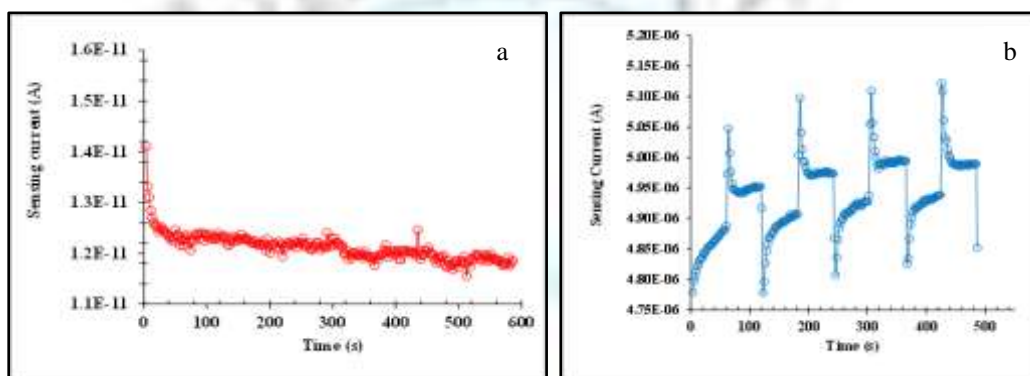 a
1.6E-11
1.5E-11
1.4E-11
1.3E-11
1.2E-11
1.1E-11
Sensing current (A)
0 100 200 300 400 500 600
Time (s)
b
5.20E-06
5.15E-06
5.10E-06
5.05E-06
5.00E-06
4.95E-06
4.90E-06
4.85E-06
4.80E-06
4.75E-06
Sensing Current (A)
0 100 200 300 400 500
Time (s)